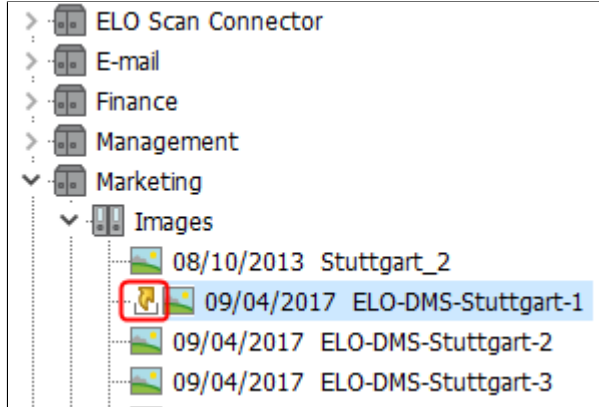 ELO Scan Connector
E-mail
Finance
Management
Marketing
Images
08/10/2013 Stuttgart_2
09/04/2017 ELO-DMS-Stuttgart-1
09/04/2017 ELO-DMS-Stuttgart-2
09/04/2017 ELO-DMS-Stuttgart-3